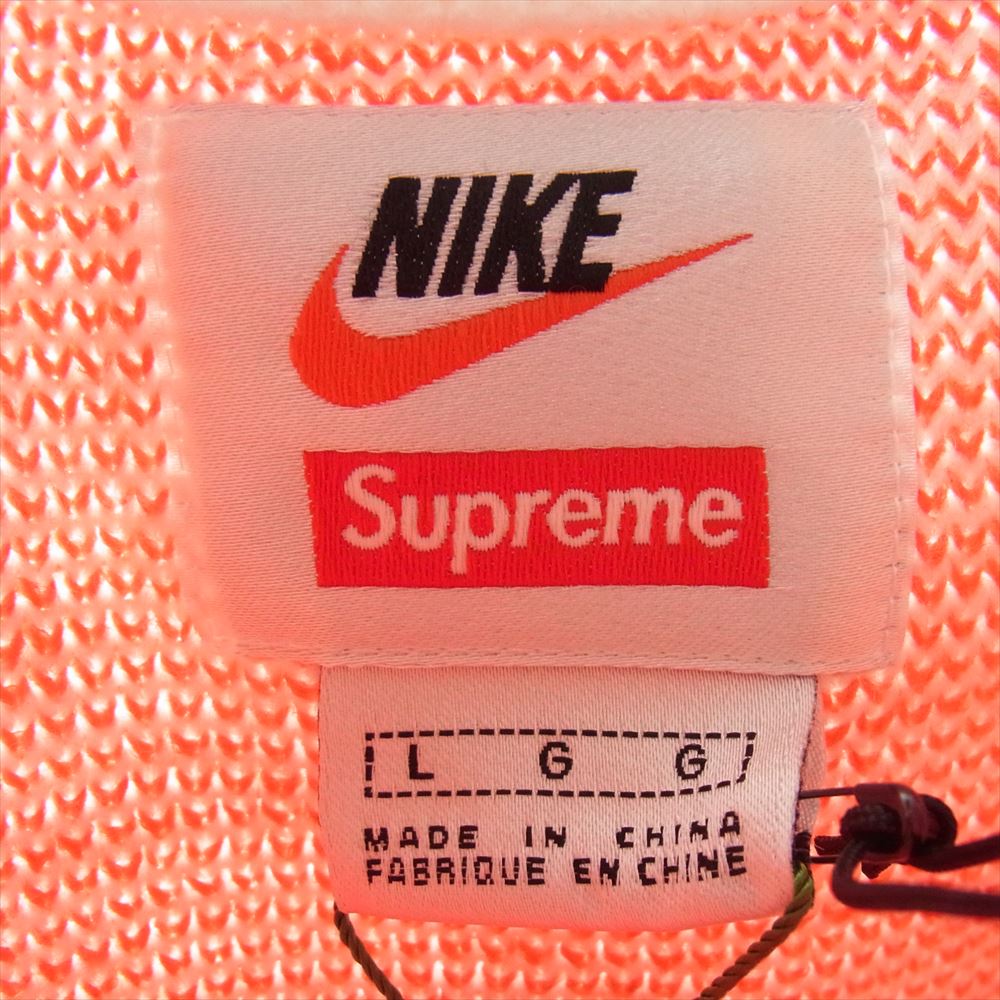 NIKE
Supreme
L G G
MADE IN CHINA
FABRIQUE EN CHINE